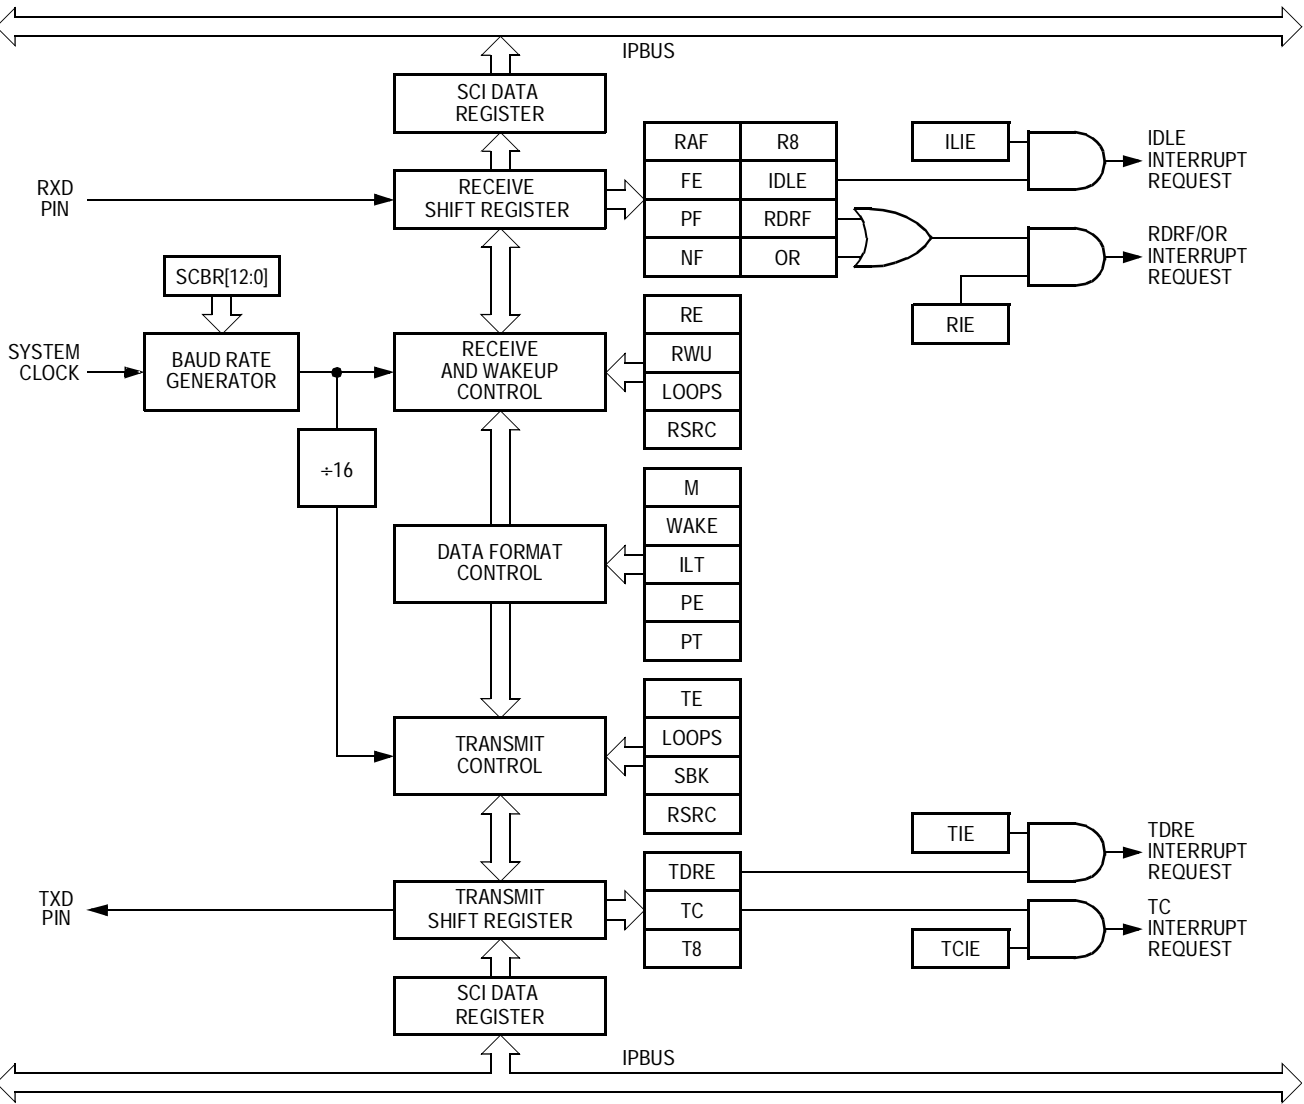 IPBUS
SCI DATA
REGISTER
RAF
R8
ILIE
IDLE
INTERRUPT
REQUEST
RXD
PIN
RECEIVE
SHIFT REGISTER
FE
IDLE
PF
RDRF
NF
OR
RDRF/OR
INTERRUPT
REQUEST
RIE
SCBR[12:0]
SYSTEM
CLOCK
BAUD RATE
GENERATOR
RECEIVE
AND WAKEUP
CONTROL
RE
RWU
LOOPS
RSRC
÷16
DATA FORMAT
CONTROL
M
WAKE
ILT
PE
PT
TRANSMIT
CONTROL
TE
LOOPS
SBK
RSRC
TIE
TDRE
INTERRUPT
REQUEST
TXD
PIN
TRANSMIT
SHIFT REGISTER
TDRE
TC
T8
TCIE
TC
INTERRUPT
REQUEST
SCI DATA
REGISTER
IPBUS